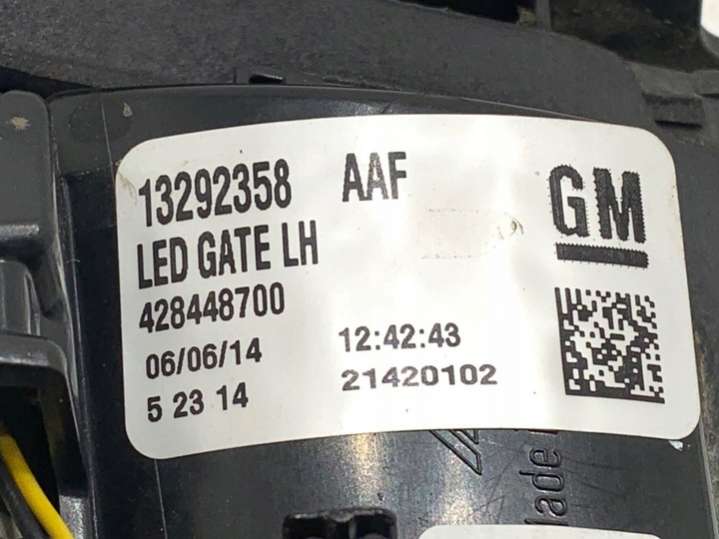 13292358 AAF
GM
LED GATE LH
428448700
06/06/14 12:42:43
5 23 14 21420102